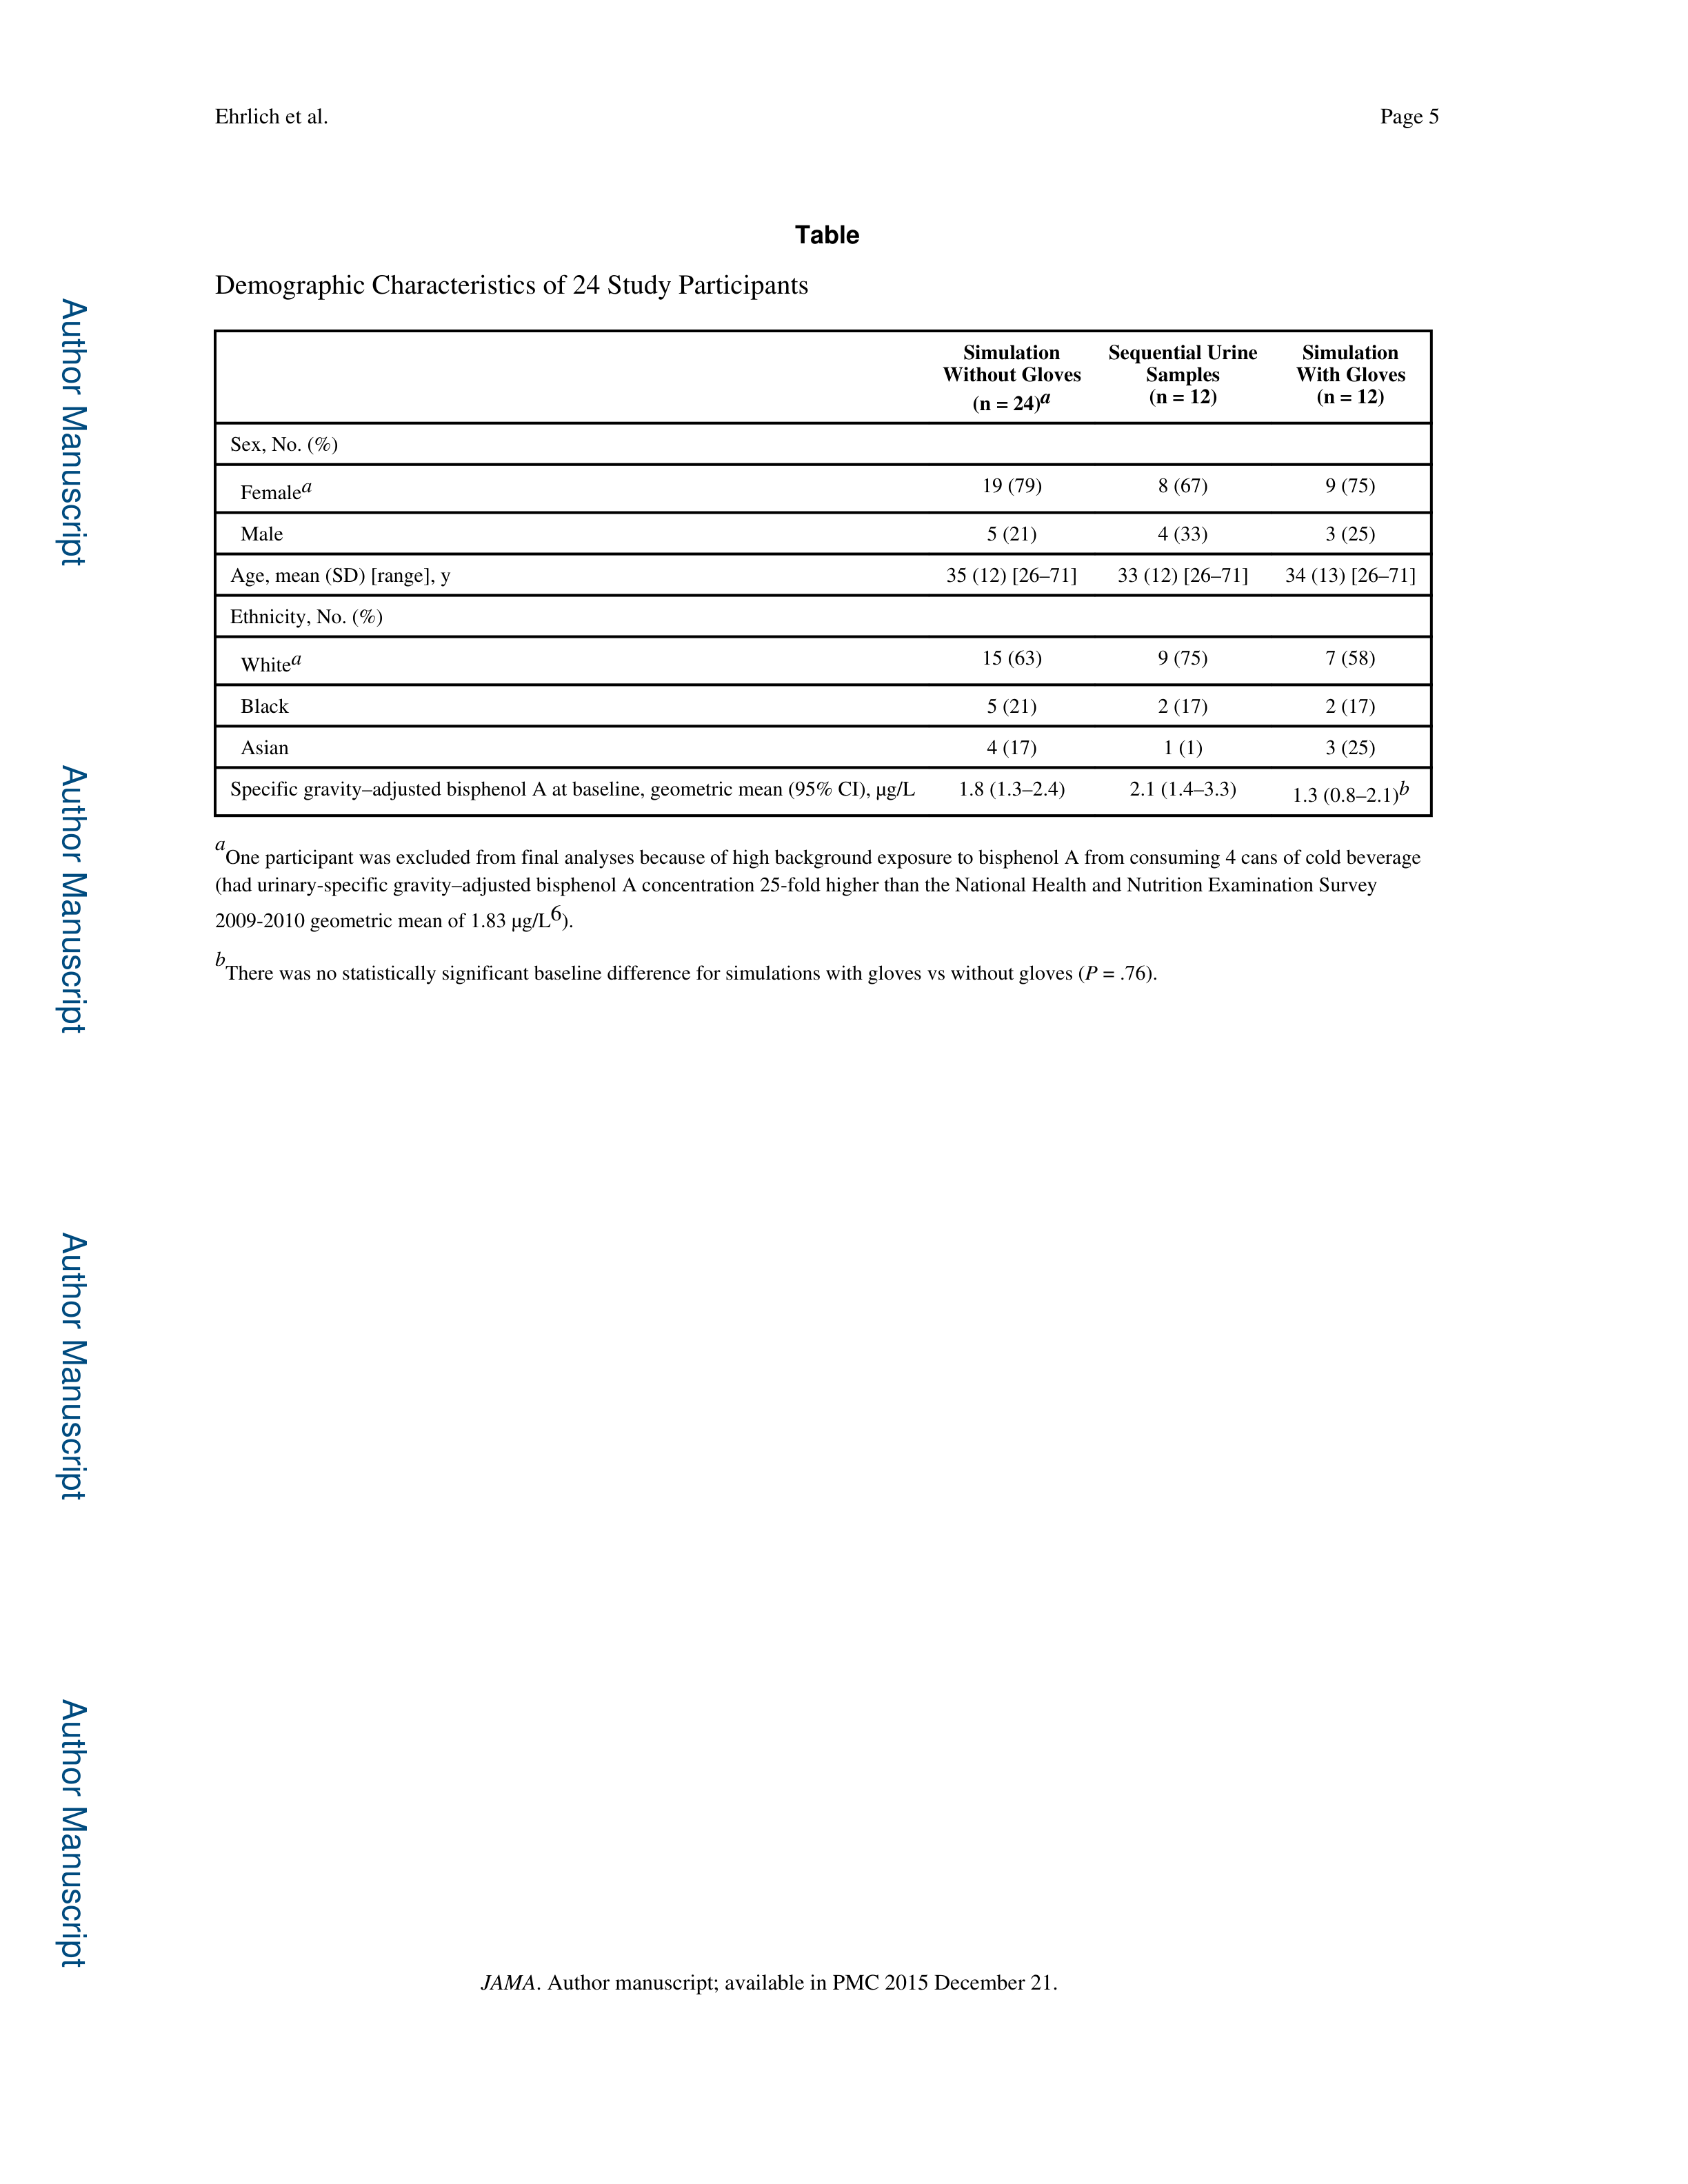 Ehrlich et al. Page 5
Table
Demographic Characteristics of 24 Study Participants
Simulation Without Gloves (n = 24)a Sequential Urine Samples (n = 12) Simulation With Gloves (n = 12)
Sex, No. (%)
Femalea 19 (79) 8 (67) 9 (75)
Male 5 (21) 4 (33) 3 (25)
Age, mean (SD) [range], y 35 (12) [26–71] 33 (12) [26–71] 34 (13) [26–71]
Ethnicity, No. (%)
Whitea 15 (63) 9 (75) 7 (58)
Black 5 (21) 2 (17) 2 (17)
Asian 4 (17) 1 (1) 3 (25)
Specific gravity–adjusted bisphenol A at baseline, geometric mean (95% CI), µg/L 1.8 (1.3–2.4) 2.1 (1.4–3.3) 1.3 (0.8–2.1)b
aOne participant was excluded from final analyses because of high background exposure to bisphenol A from consuming 4 cans of cold beverage
(had urinary-specific gravity–adjusted bisphenol A concentration 25-fold higher than the National Health and Nutrition Examination Survey
2009-2010 geometric mean of 1.83 µg/L6).
bThere was no statistically significant baseline difference for simulations with gloves vs without gloves (P = .76).
JAMA. Author manuscript; available in PMC 2015 December 21.
Author Manuscript
Author Manuscript
Author Manuscript
Author Manuscript